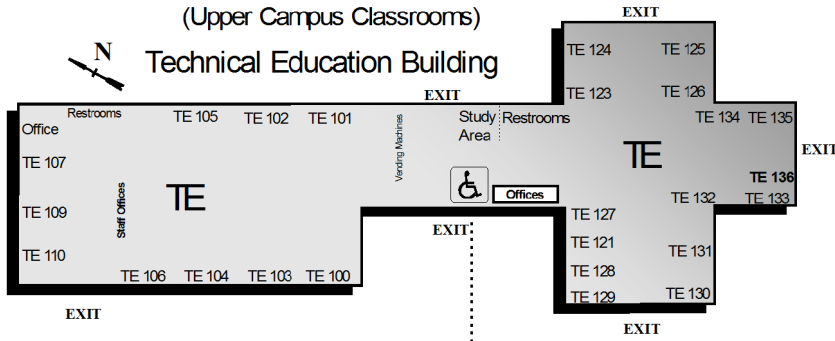 (Upper Campus Classrooms)
EXIT
N
Technical Education Building
TE 124
TE 125
EXIT
TE 123
TE 126
Restrooms
TE 105
TE 102
TE 101
Vending Machines
Study
Area
Restrooms
TE 134
TE 135
Office
EXIT
TE 107
TE
TE
TE 136
Staff Offices
Offices
TE 132
TE 133
TE 109
TE 127
EXIT
TE 110
TE 121
TE 131
TE 106
TE 104
TE 103
TE 100
TE 128
TE 129
TE 130
EXIT
EXIT